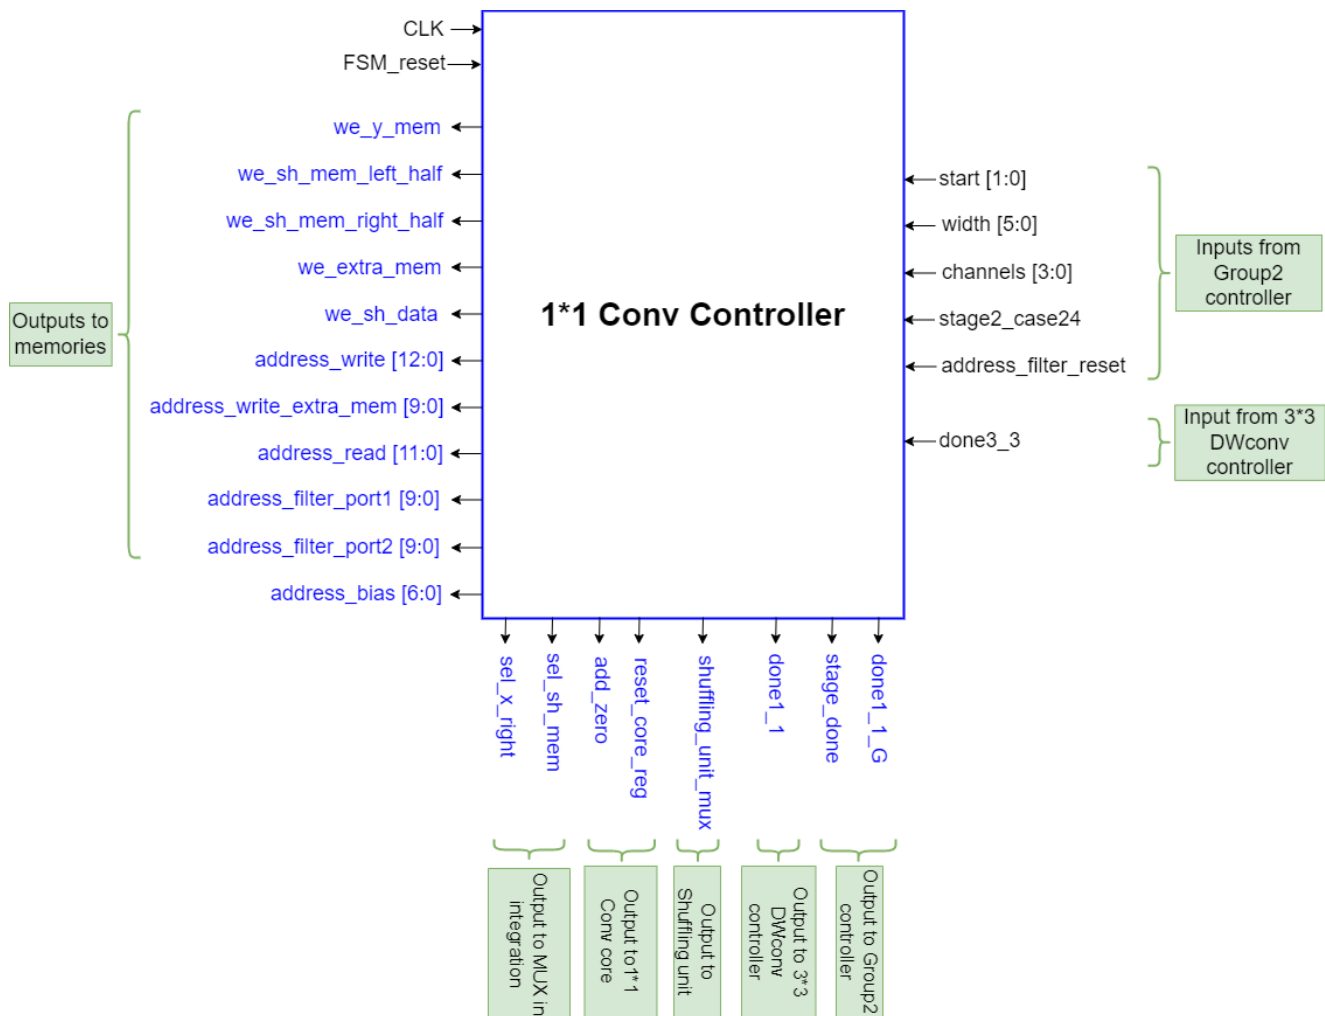 CLK
FSM_reset
we_y_mem
we_sh_mem_left_half
we_sh_mem_right_half
we_extra_mem
we_sh_data
address_write [12:0]
address_write_extra_mem [9:0]
address_read [11:0]
address_filter_port1 [9:0]
address_filter_port2 [9:0]
address_bias [6:0]
Outputs to
memories
1*1 Conv Controller
start [1:0]
width [5:0]
channels [3:0]
stage2_case24
address_filter_reset
done3_3
Inputs from
Group2
controller
Input from 3*3
DWconv
controller
sel_x_right
sel_sh_mem
add_zero
reset_core_reg
shuffling_unit_mux
done1_1
stage_done
done1_1_G
Output to MUX in
integration
Output to1*1
Conv core
Output to
Shuffling unit
Output to 3*3
DWconv
controller
Output to Group2
controller